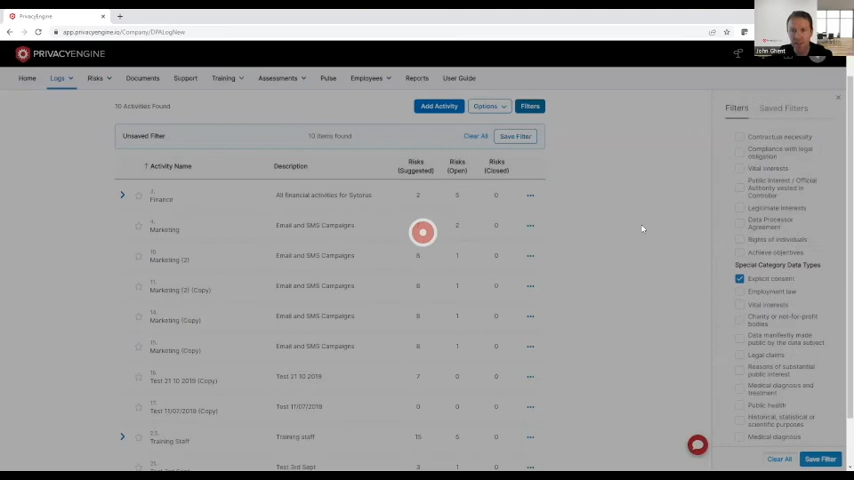 PrivacyEngine
app.privacyengine.io/Company/DPALogNew
John Ghent
PRIVACYENGINE
Home
Logs
Risks
Documents
Support
Training
Pulse
Assessments
Employees
Reports
User Guide
10 Activities Found
Add Activity
Options
Filters
Unsaved Filter
10 items found
Clear All
Save Filter
Activity Name
Description
Risks
(Suggested)
Risks
(Open)
Risks
(Closed)
Finance
All financial activities for Sytorus
2
5
0
Marketing
Email and SMS Campaigns
2
0
Marketing (2)
Email and SMS Campaigns
8
1
0
Marketing (2) (Copy)
Email and SMS Campaigns
8
1
0
14.
Marketing (Copy)
Email and SMS Campaigns
8
1
0
15.
Marketing (Copy)
Email and SMS Campaigns
8
1
0
Test 21 10 2019 (Copy)
Test 21 10 2019
7
0
0
17.
Test 11/07/2019 (Copy)
Test 11/07/2019
0
0
0
Training Staff
Training staff
15
5
0
Test 3rd Sept
3
1
0
Filters
Saved Filters
Contractual necessity
Compliance with legal
obligation
Vital interests
Public Interest / Official
Authority vested in
Controller
Legitimate interests
Data Processor
Agreement
Rights of individuals
Achieve objectives
Special Category Data Types
Explicit consent
Employment law
Vital interests
Charity or not-for-profit
bodies
Data manifestly made
public by the data subject
Legal claims
Reasons of substantial
public interest
Medical diagnosis and
treatment
Public health
Historical, statistical or
scientific purposes
Medical diagnosis
Clear All
Save Filter